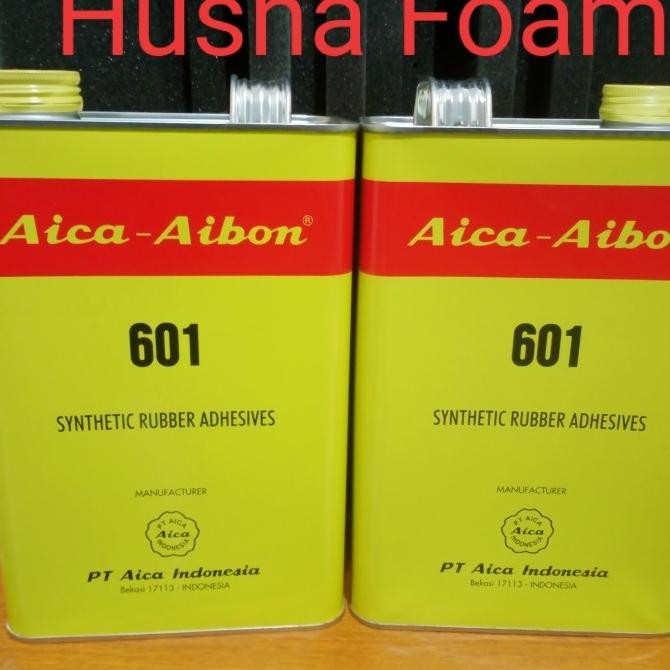 Husna Foam
Aica-Aibon®
601
SYNTHETIC RUBBER ADHESIVES
MANUFACTURER
PT AICA
Aica
INDONESIA
PT Aica Indonesia
Bekasi 17113 - INDONESIA
Aica-Aibo
601
SYNTHETIC RUBBER ADHESIVES
MANUFACTURER
PT AICA
Aica
INDONESIA
PT Aica Indonesia
Bekasi 17113 - INDONESIA